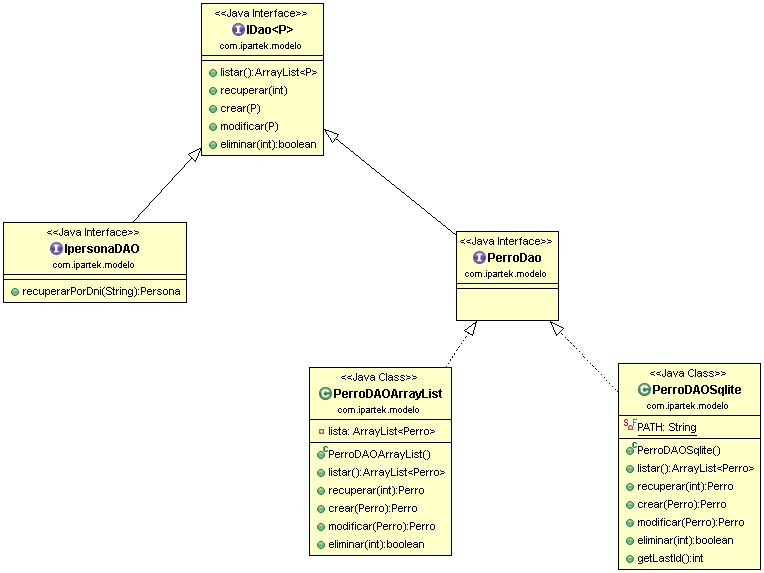 <<Java Interface>>
IDao<P>
com.ipartek.modelo
listar():ArrayList<P>
recuperar(int)
crear(P)
modificar(P)
eliminar(int):boolean
<<Java Interface>>
IpersonaDAO
com.ipartek.modelo
recuperarPorDni(String):Persona
<<Java Interface>>
PerroDao
com.ipartek.modelo
<<Java Class>>
PerroDAOArrayList
com.ipartek.modelo
lista: ArrayList<Perro>
PerroDAOArrayList()
listar():ArrayList<Perro>
recuperar(int):Perro
crear(Perro):Perro
modificar(Perro):Perro
eliminar(int):boolean
<<Java Class>>
PerroDAOSqlite
com.ipartek.modelo
PATH: String
PerroDAOSqlite()
listar():ArrayList<Perro>
recuperar(int):Perro
crear(Perro):Perro
modificar(Perro):Perro
eliminar(int):boolean
getLastId():int